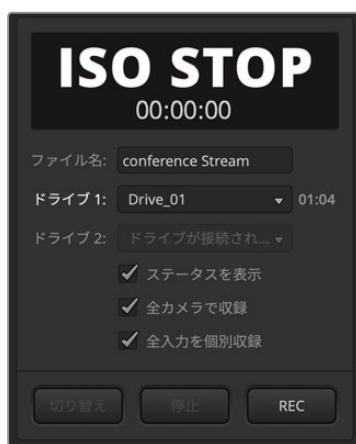 ISO STOP
00:00:00
ファイル名: conference Stream
ドライブ 1: Drive_01 01:04
ドライブ 2: ドライブが接続され...
ステータスを表示
全カメラで収録
全入力を個別収録
切り替え 停止 REC